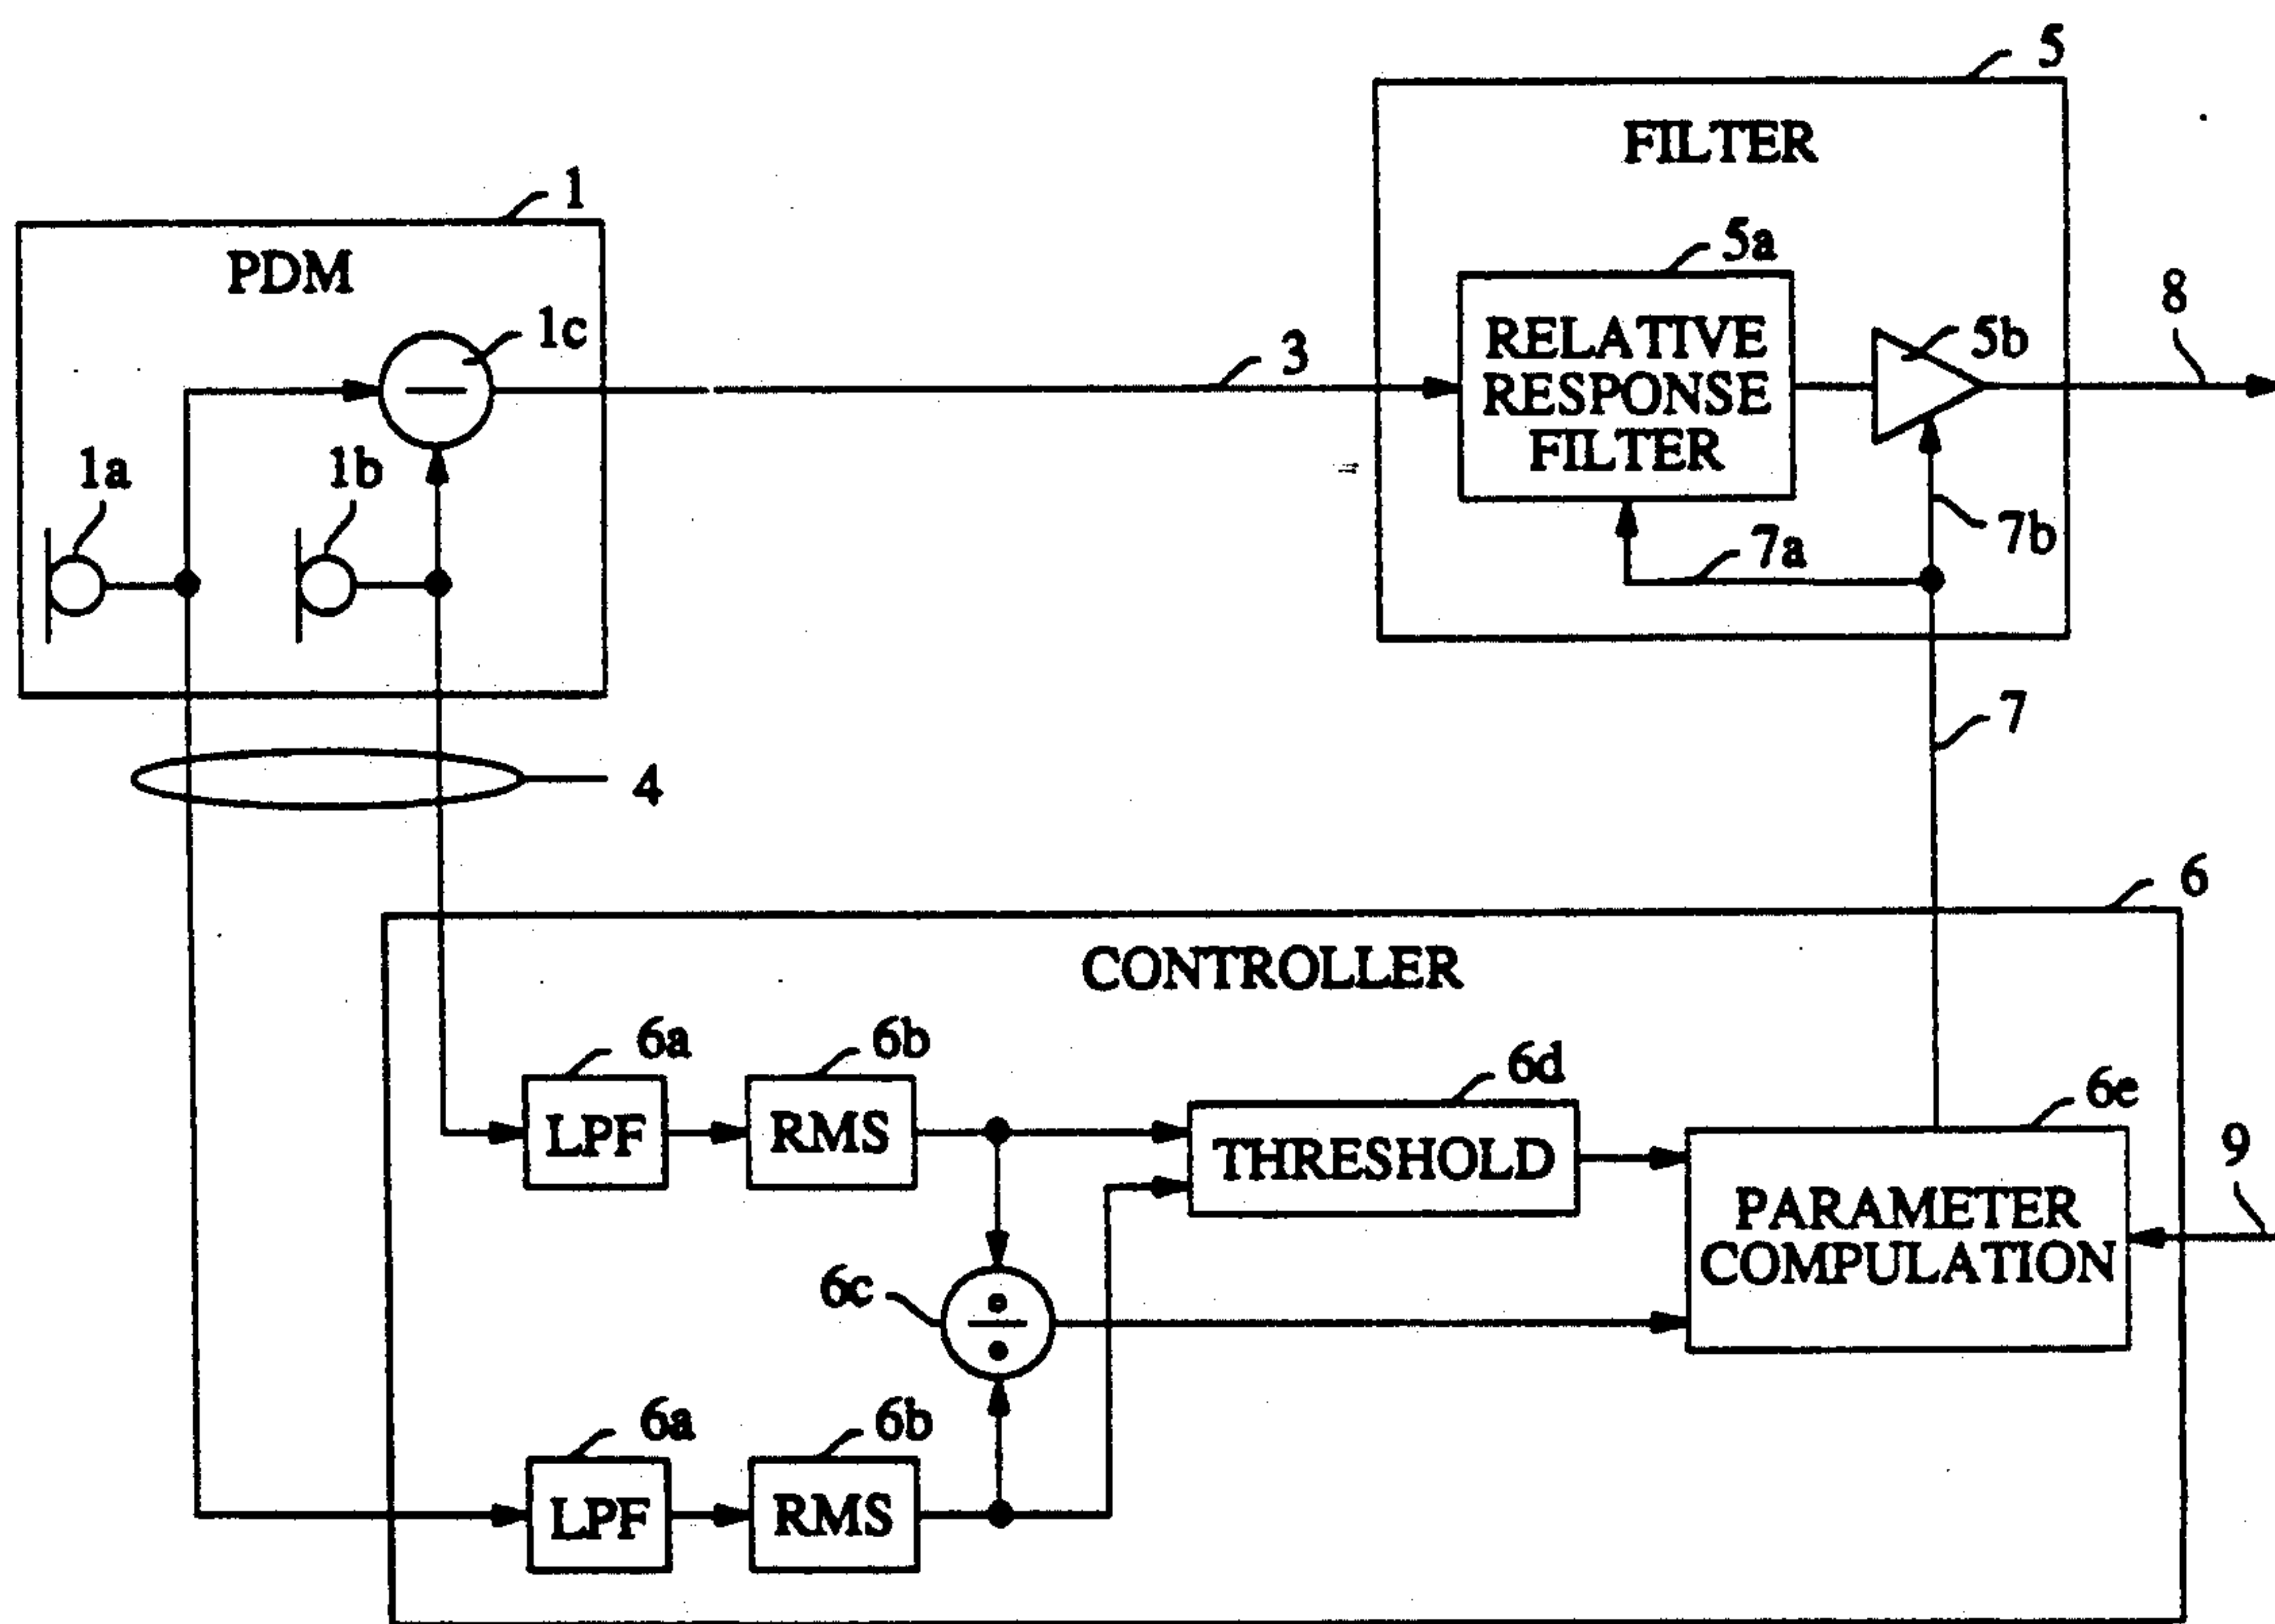 5
FILTER
1
PDM
5a
8
1c
3
RELATIVE
RESPONSE
FILTER
5b
1a
1b
7a
7b
7
4
6
CONTROLLER
6a
6b
6d
6e
9
LPF
RMS
THRESHOLD
PARAMETER
COMPULATION
6c
6a
6b
LPF
RMS